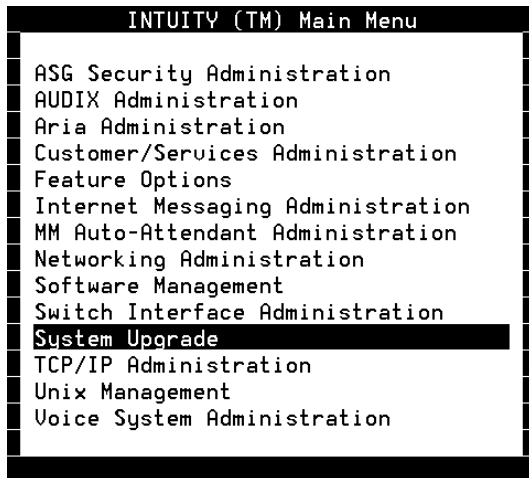 INTUITY (TM) Main Menu
ASG Security Administration
AUDIX Administration
Aria Administration
Customer/Services Administration
Feature Options
Internet Messaging Administration
MM Auto-Attendant Administration
Networking Administration
Software Management
Switch Interface Administration
System Upgrade
TCP/IP Administration
Unix Management
Voice System Administration